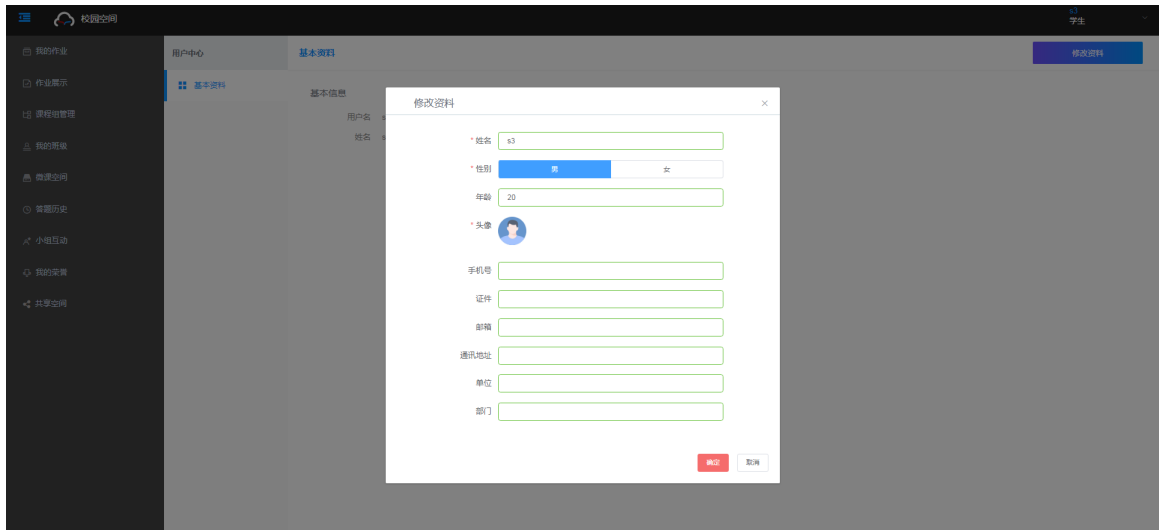 校园空间
s3
学生
我的作业
作业展示
课程组管理
我的班级
微课空间
答题历史
小组互动
我的荣誉
共享空间
用户中心
基本资料
基本资料
修改资料
基本信息
用户名 s
姓名 s
修改资料
* 姓名 s3
* 性别 男 女
年龄 20
* 头像
手机号
证件
邮箱
通讯地址
单位
部门
确定 取消